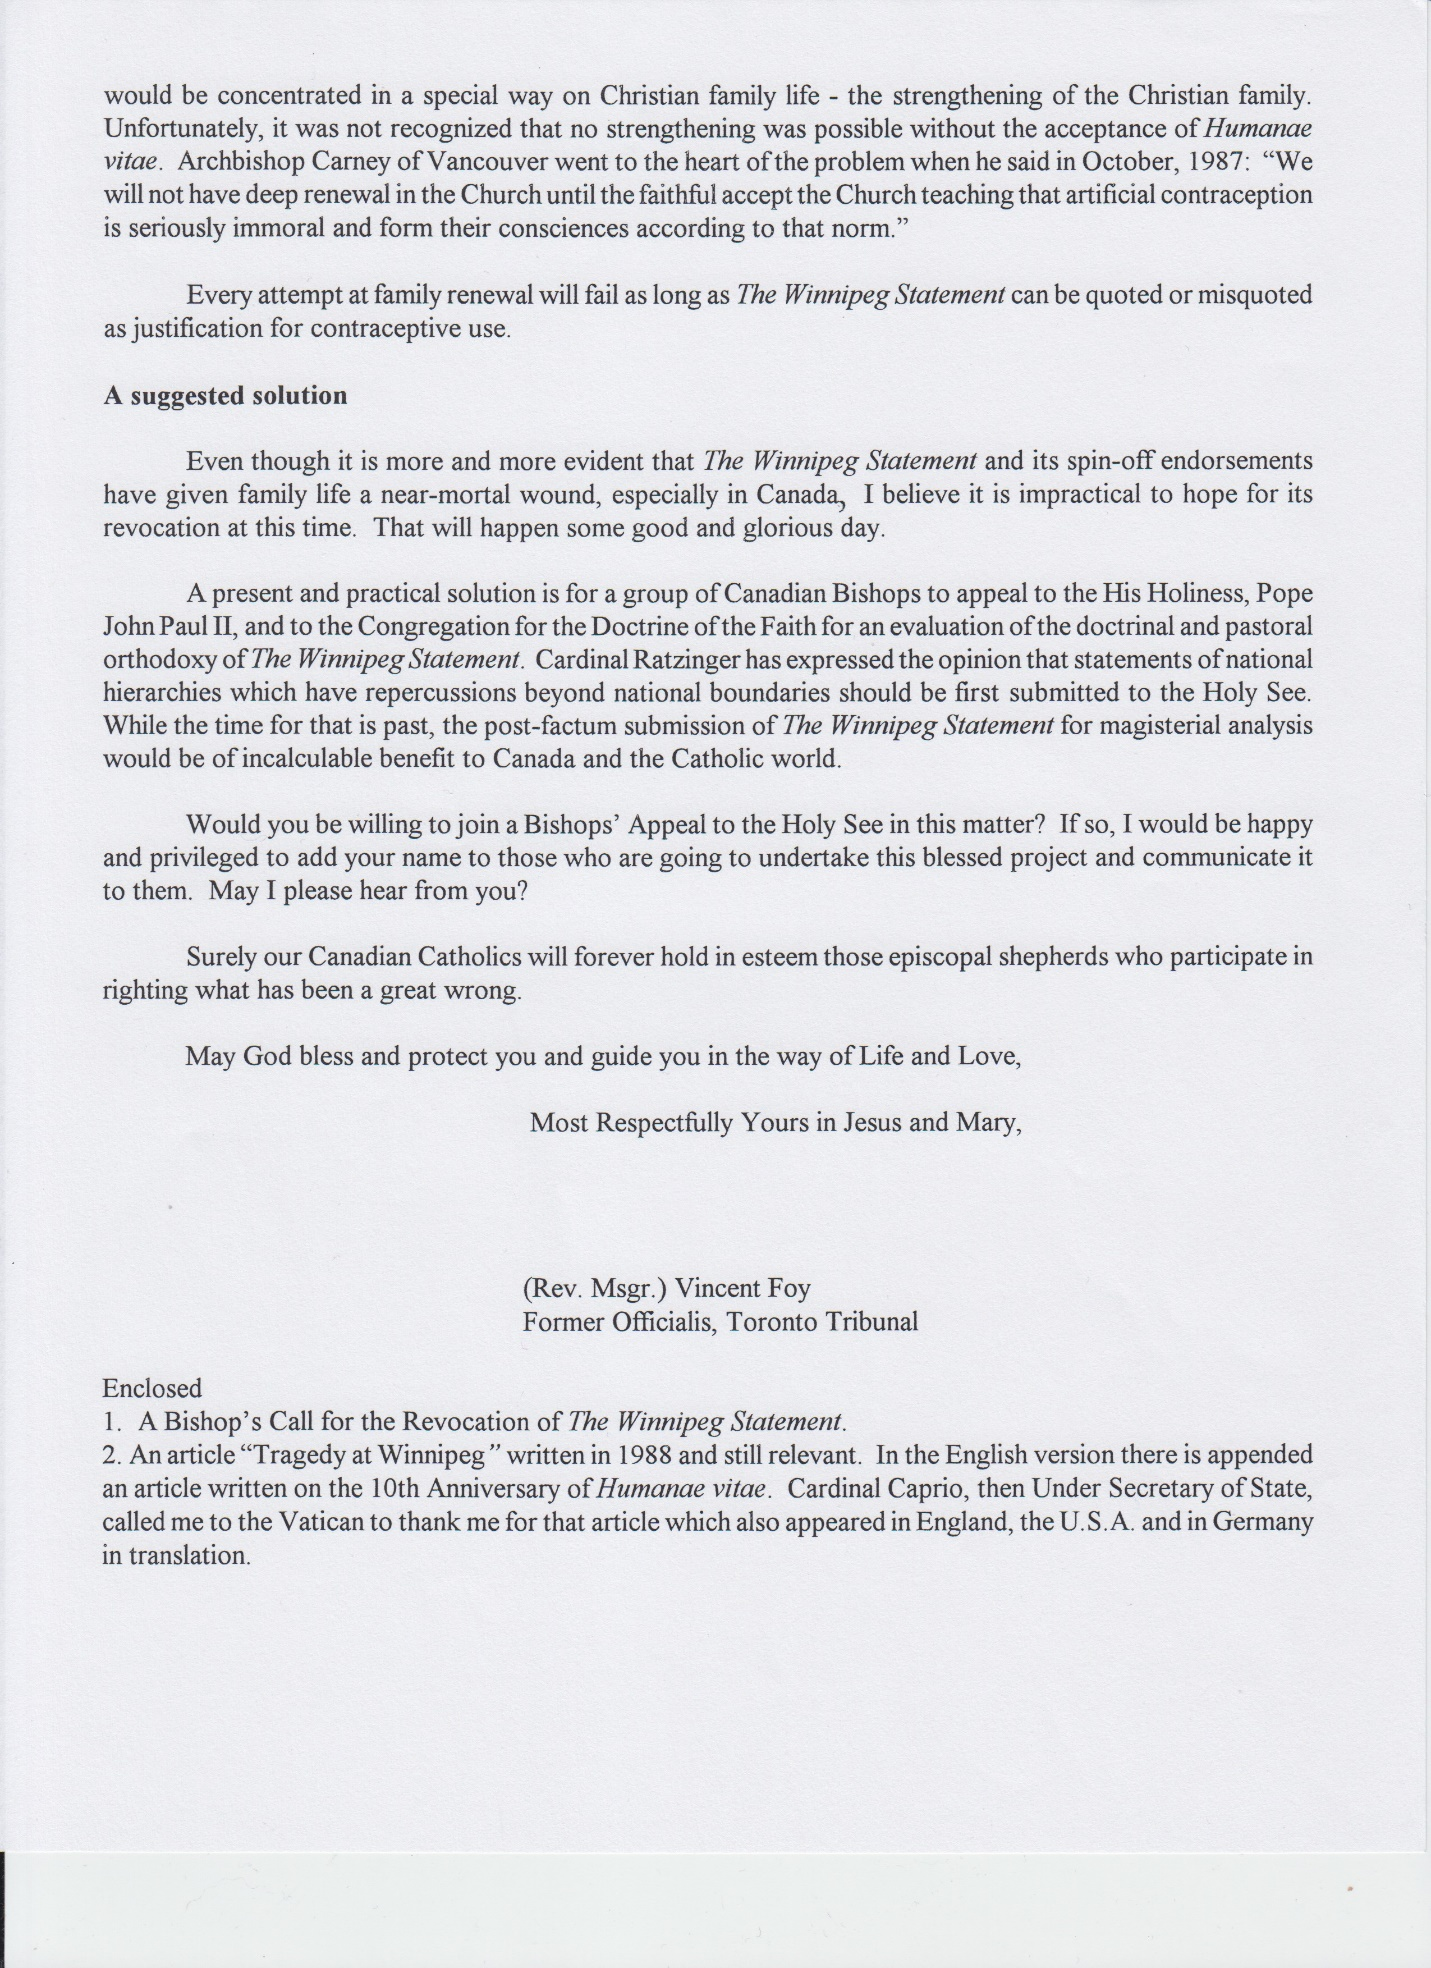 would be concentrated in a special way on Christian family life - the strengthening of the Christian family.
Unfortunately, it was not recognized that no strengthening was possible without the acceptance of Humanae
vitae. Archbishop Carney of Vancouver went to the heart of the problem when he said in October, 1987: “We
will not have deep renewal in the Church until the faithful accept the Church teaching that artificial contraception
is seriously immoral and form their consciences according to that norm.”
Every attempt at family renewal will fail as long as The Winnipeg Statement can be quoted or misquoted
as justification for contraceptive use.
A suggested solution
Even though it is more and more evident that The Winnipeg Statement and its spin-off endorsements
have given family life a near-mortal wound, especially in Canada, I believe it is impractical to hope for its
revocation at this time. That will happen some good and glorious day.
A present and practical solution is for a group of Canadian Bishops to appeal to the His Holiness, Pope
John Paul II, and to the Congregation for the Doctrine of the Faith for an evaluation of the doctrinal and pastoral
orthodoxy of The Winnipeg Statement. Cardinal Ratzinger has expressed the opinion that statements of national
hierarchies which have repercussions beyond national boundaries should be first submitted to the Holy See.
While the time for that is past, the post-factum submission of The Winnipeg Statement for magisterial analysis
would be of incalculable benefit to Canada and the Catholic world.
Would you be willing to join a Bishops’ Appeal to the Holy See in this matter? If so, I would be happy
and privileged to add your name to those who are going to undertake this blessed project and communicate it
to them. May I please hear from you?
Surely our Canadian Catholics will forever hold in esteem those episcopal shepherds who participate in
righting what has been a great wrong.
May God bless and protect you and guide you in the way of Life and Love,
Most Respectfully Yours in Jesus and Mary,
(Rev. Msgr.) Vincent Foy
Former Officialis, Toronto Tribunal
Enclosed
1. A Bishop’s Call for the Revocation of The Winnipeg Statement.
2. An article “Tragedy at Winnipeg” written in 1988 and still relevant. In the English version there is appended
an article written on the 10th Anniversary of Humanae vitae. Cardinal Caprio, then Under Secretary of State,
called me to the Vatican to thank me for that article which also appeared in England, the U.S.A. and in Germany
in translation.